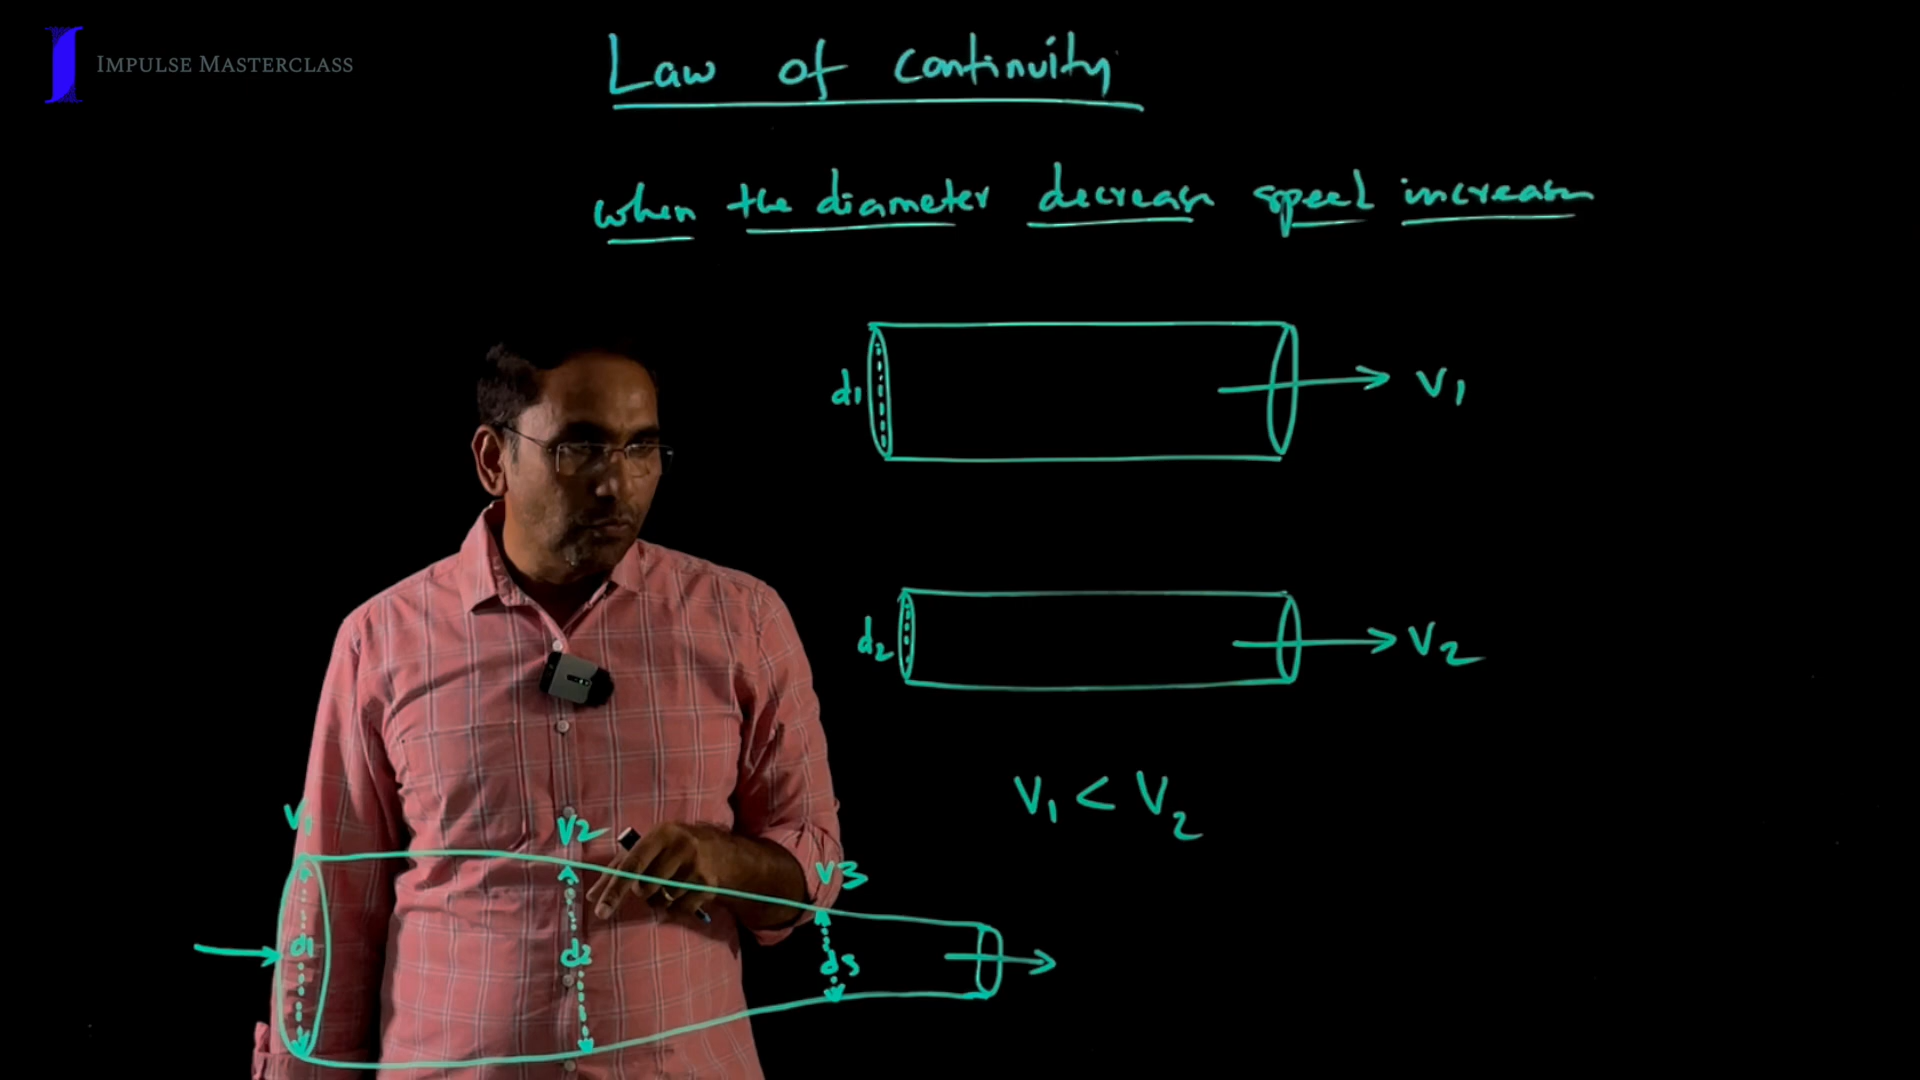 IMPULSE MASTERCLASS
Law of continuity
when the diameter decrease speed increase
d1
V1
d2
V2
V1 < V2
V1
V2
V3
d1
d2
d3